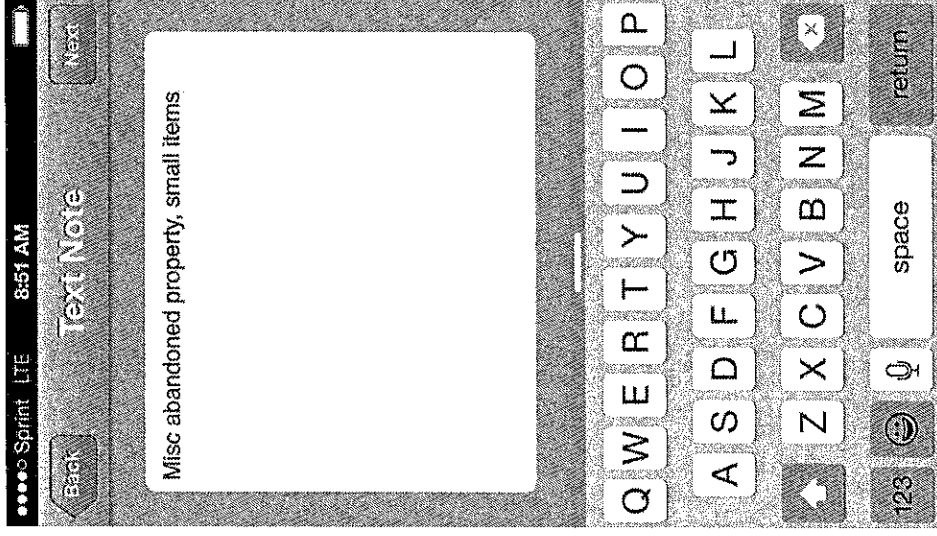 Sprint LTE 8:51 AM
Back Text Note Next
Misc abandoned property, small items
Q W E R T Y U I O P
A S D F G H J K L
Z X C V B N M
123 space return